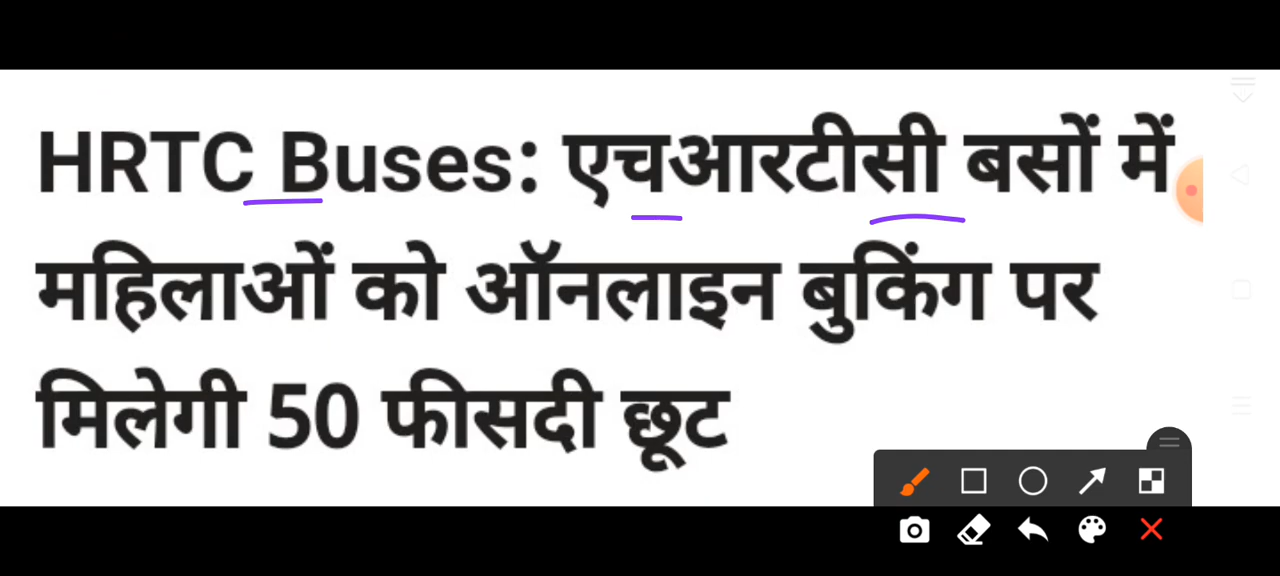 HRTC Buses: एचआरटीसी बसों में
महिलाओं को ऑनलाइन बुकिंग पर
मिलेगी 50 फीसदी छूट